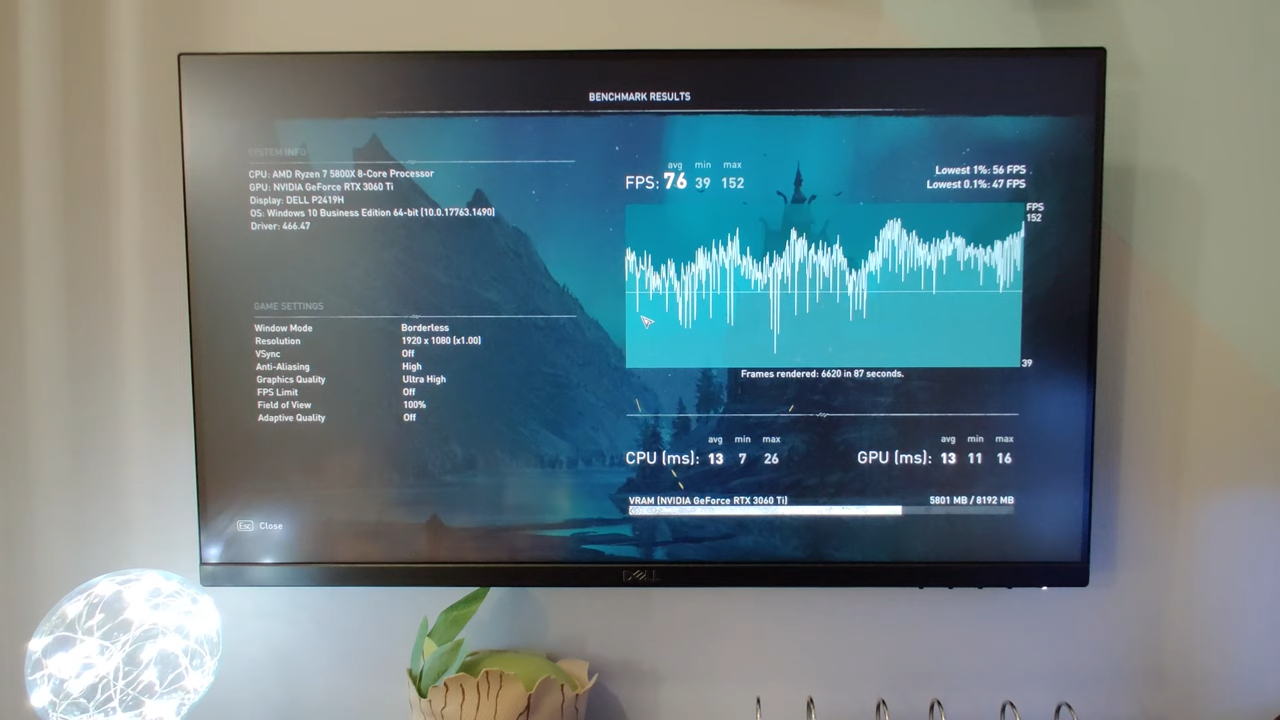 BENCHMARK RESULTS
SYSTEM INFO
CPU: AMD Ryzen 7 5800X 8-Core Processor
GPU: NVIDIA GeForce RTX 3060 Ti
Display: DELL P2419H
OS: Windows 10 Business Edition 64-bit (10.0.17763.1490)
Driver: 466.47
GAME SETTINGS
Window Mode Borderless
Resolution 1920 x 1080 (x1.00)
VSync Off
Anti-Aliasing High
Graphics Quality Ultra High
FPS Limit Off
Field of View 100%
Adaptive Quality Off
Esc Close
avg min max
FPS: 76 39 152
Lowest 1%: 56 FPS
Lowest 0.1%: 47 FPS
FPS
152
39
Frames rendered: 6620 in 87 seconds.
avg min max
CPU (ms): 13 7 26
avg min max
GPU (ms): 13 11 16
VRAM (NVIDIA GeForce RTX 3060 Ti) 5801 MB / 8192 MB
DELL